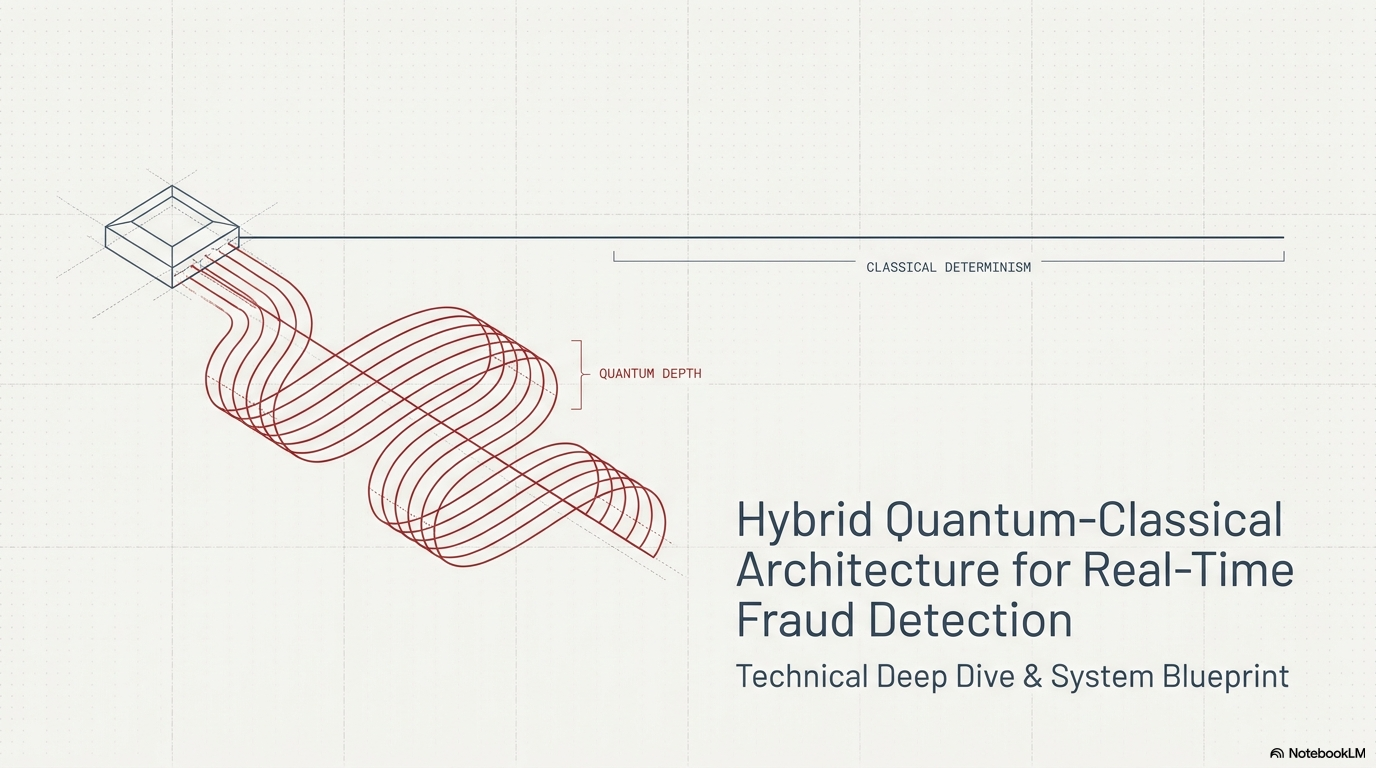 CLASSICAL DETERMINISM
QUANTUM DEPTH
Hybrid Quantum-Classical
Architecture for Real-Time
Fraud Detection
Technical Deep Dive & System Blueprint
NotebookLM